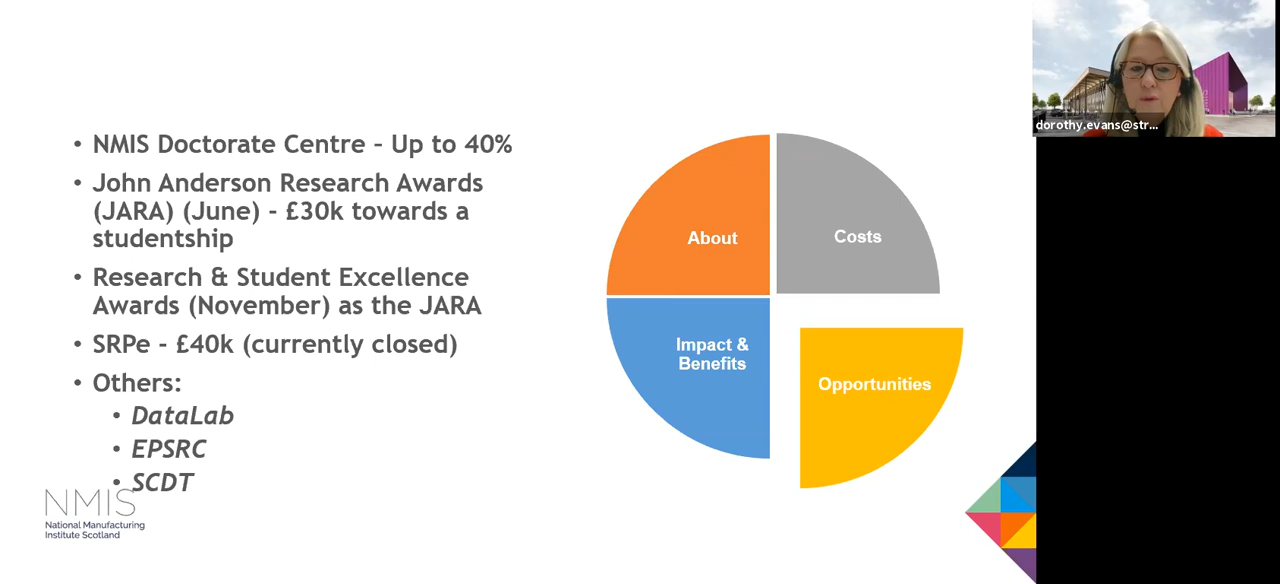 • NMIS Doctorate Centre – Up to 40%
• John Anderson Research Awards
(JARA) (June) - £30k towards a
studentship
• Research & Student Excellence
Awards (November) as the JARA
• SRPe - £40k (currently closed)
• Others:
• DataLab
• EPSRC
• SCDT
NMIS
National Manufacturing
Institute Scotland
About
Costs
Impact &
Benefits
Opportunities
dorothy.evans@str...